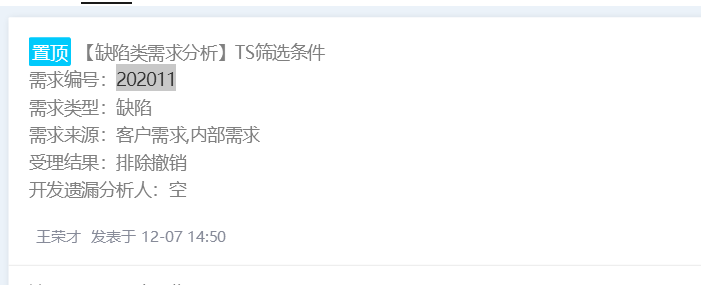 置顶 【缺陷类需求分析】TS筛选条件
需求编号：202011
需求类型：缺陷
需求来源：客户需求,内部需求
受理结果：排除撤销
开发遗漏分析人：空
王荣才 发表于 12-07 14:50